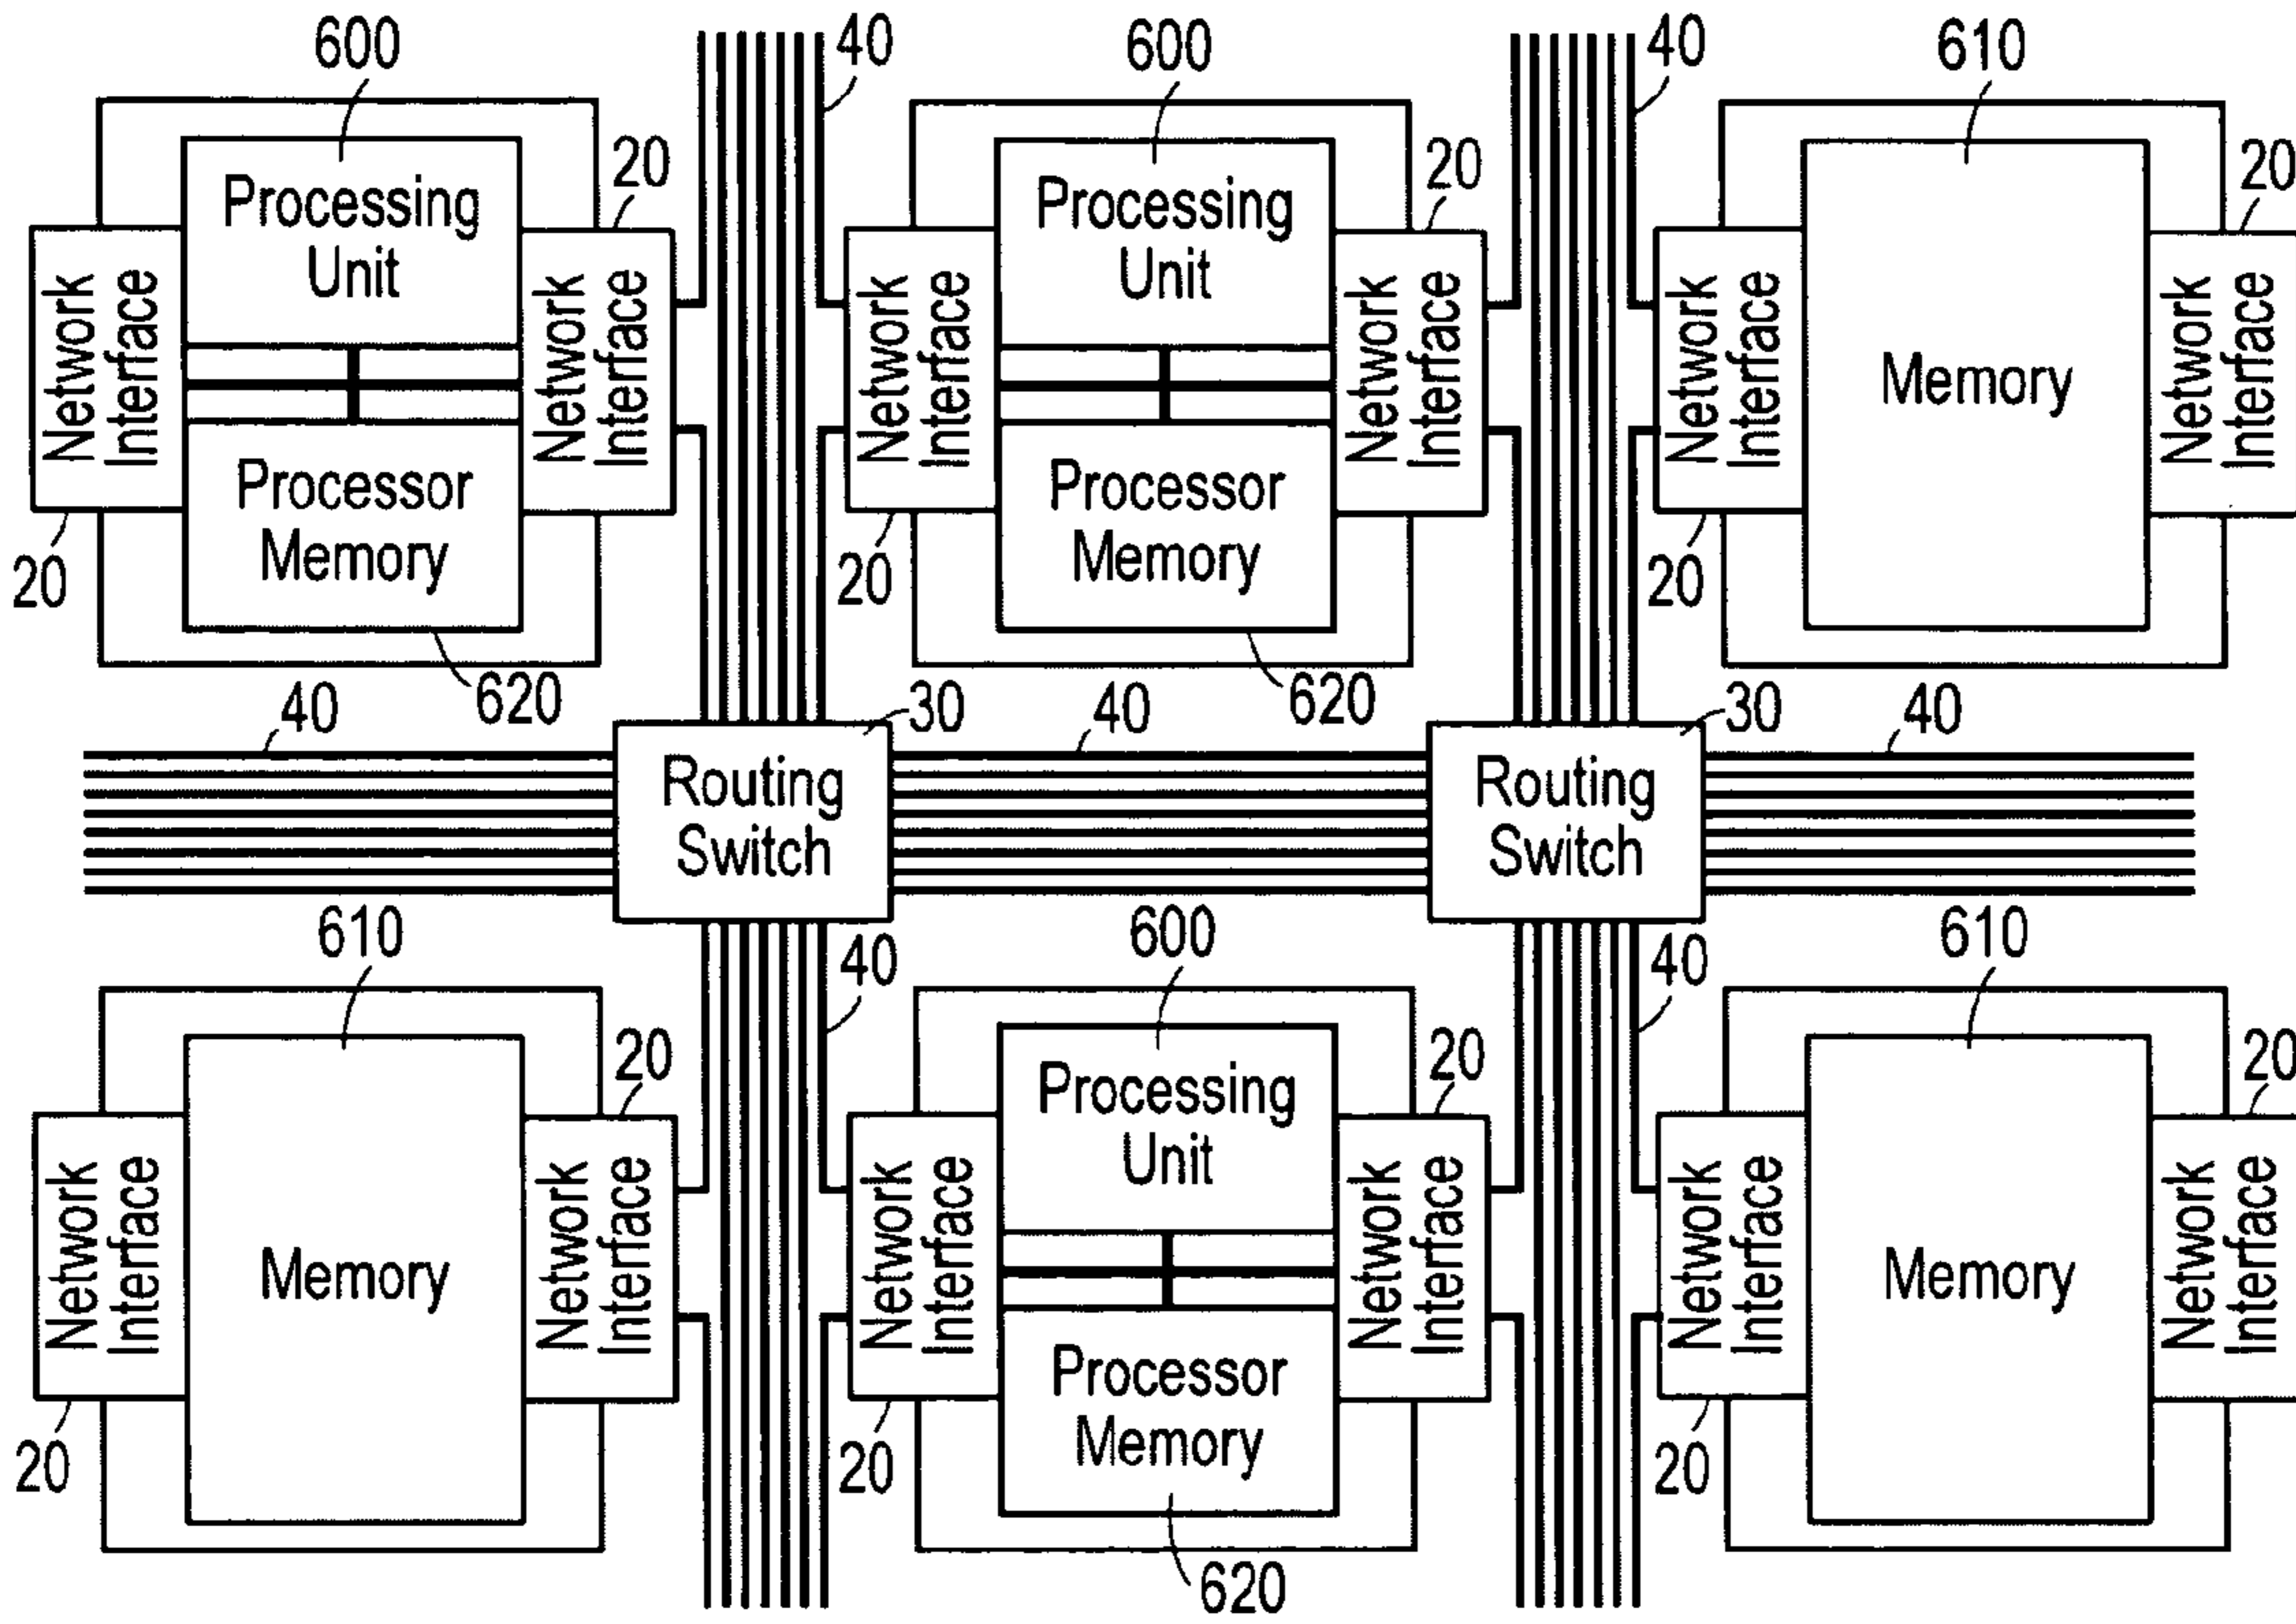 600
40
600
40
610
Processing
Unit
20
Processing
Unit
20
20
Network
Interface
Network
Interface
Network
Interface
Network
Interface
Network
Interface
Memory
Network
Interface
Processor
Memory
Processor
Memory
20
20
20
620
620
40
30
40
30
40
Routing
Switch
Routing
Switch
610
600
610
40
40
20
Processing
Unit
20
20
Network
Interface
Memory
Network
Interface
Network
Interface
Network
Interface
Network
Interface
Memory
Network
Interface
Processor
Memory
20
20
20
620